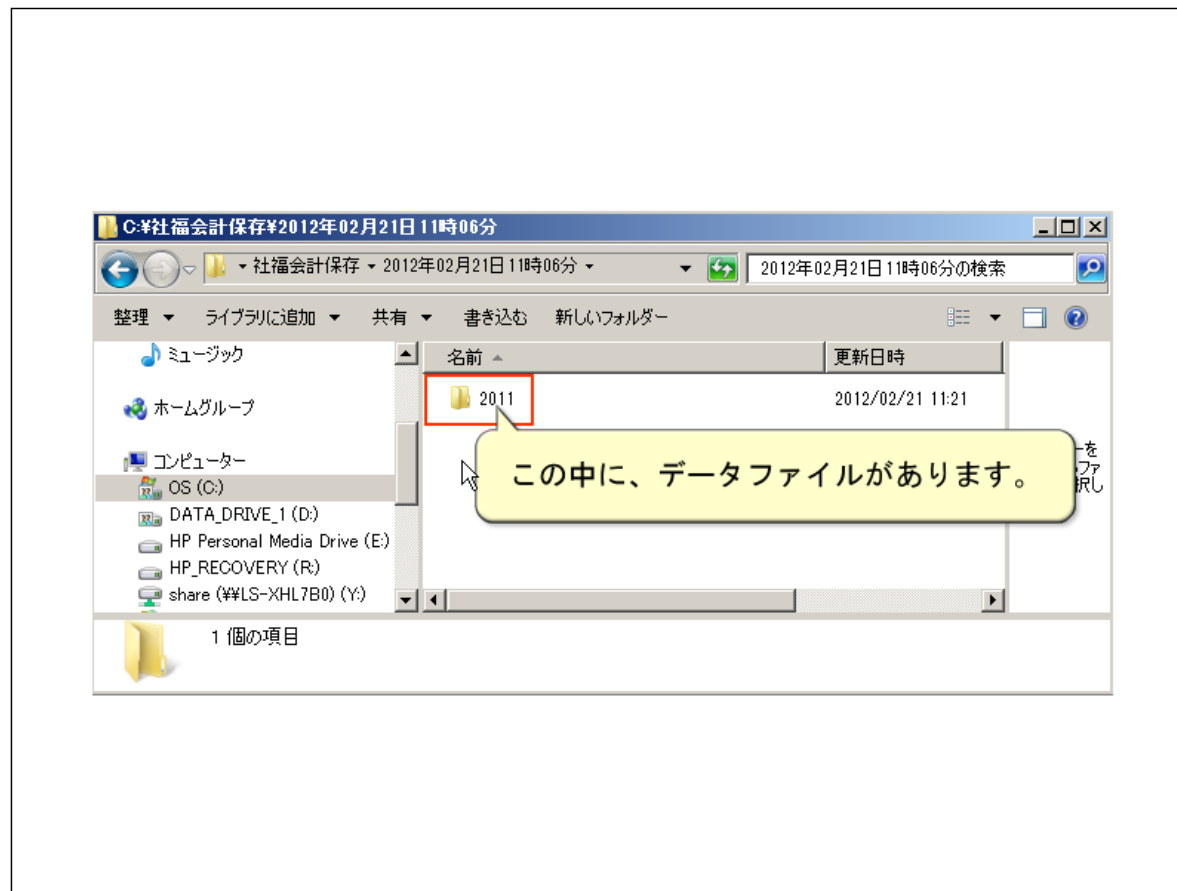 C:¥社福会計保存¥2012年02月21日11時06分
社福会計保存 2012年02月21日11時06分
2012年02月21日11時06分の検索
整理 ライブラリに追加 共有 書き込む 新しいフォルダー
ミュージック
ホームグループ
コンピューター
OS (C:)
DATA_DRIVE_1 (D:)
HP Personal Media Drive (E:)
HP_RECOVERY (R:)
share (¥¥LS-XHL7B0) (Y:)
名前 更新日時
2011 2012/02/21 11:21
この中に、データファイルがあります。
1 個の項目